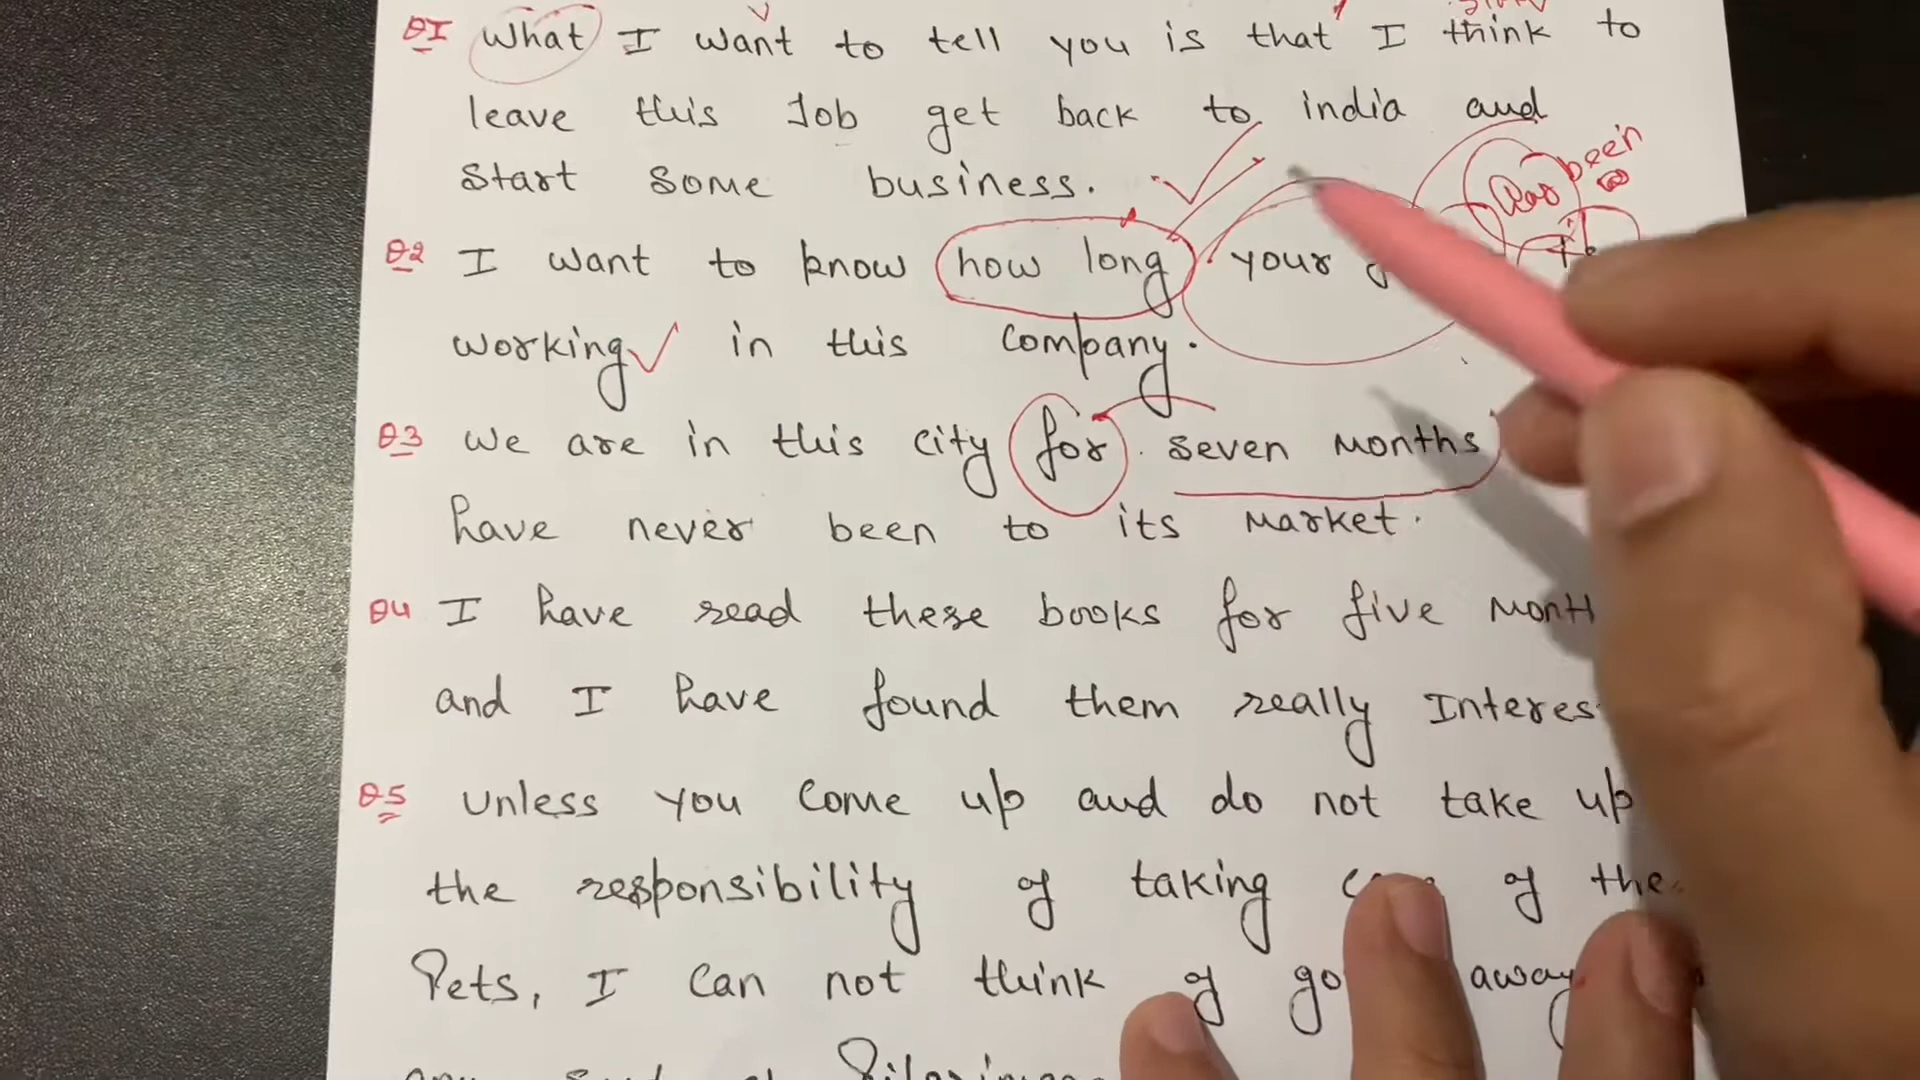 Q1 What I want to tell you is that I think to
leave this Job get back to india and
start some business.
been
has
Q2 I want to know how long your
working in this company.
Q3 we are in this city for seven months
have never been to its market.
Q4 I have read these books for five
and I have found them really
Q5 unless you come up and do not take up
the responsibility of taking of the
Pets, I can not think of away